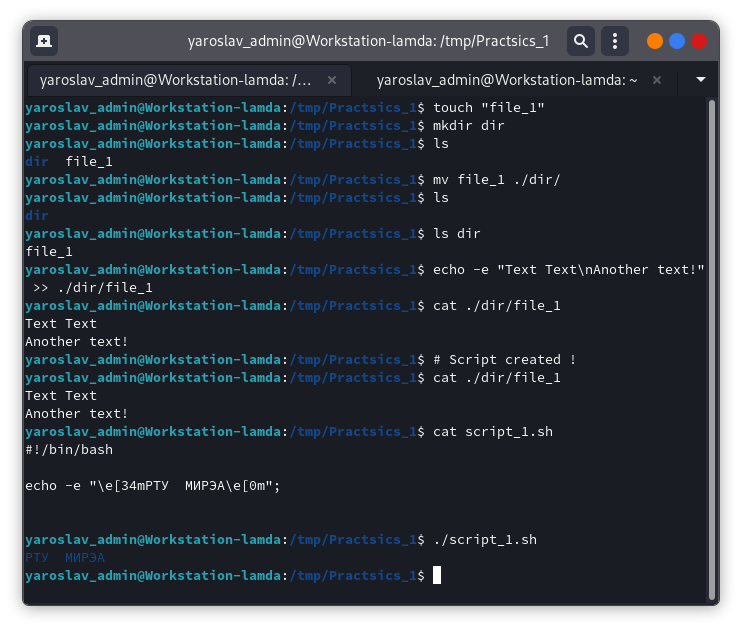 yaroslav_admin@Workstation-lamda: /tmp/Practsics_1
yaroslav_admin@Workstation-lamda: /...
yaroslav_admin@Workstation-lamda: ~
yaroslav_admin@Workstation-lamda:/tmp/Practsics_1$ touch "file_1"
yaroslav_admin@Workstation-lamda:/tmp/Practsics_1$ mkdir dir
yaroslav_admin@Workstation-lamda:/tmp/Practsics_1$ ls
dir  file_1
yaroslav_admin@Workstation-lamda:/tmp/Practsics_1$ mv file_1 ./dir/
yaroslav_admin@Workstation-lamda:/tmp/Practsics_1$ ls
dir
yaroslav_admin@Workstation-lamda:/tmp/Practsics_1$ ls dir
file_1
yaroslav_admin@Workstation-lamda:/tmp/Practsics_1$ echo -e "Text Text\nAnother text!"
 >> ./dir/file_1
yaroslav_admin@Workstation-lamda:/tmp/Practsics_1$ cat ./dir/file_1
Text Text
Another text!
yaroslav_admin@Workstation-lamda:/tmp/Practsics_1$ # Script created !
yaroslav_admin@Workstation-lamda:/tmp/Practsics_1$ cat ./dir/file_1
Text Text
Another text!
yaroslav_admin@Workstation-lamda:/tmp/Practsics_1$ cat script_1.sh
#!/bin/bash
echo -e "\e[34mРТУ  МИРЭА\e[0m";
yaroslav_admin@Workstation-lamda:/tmp/Practsics_1$ ./script_1.sh
РТУ  МИРЭА
yaroslav_admin@Workstation-lamda:/tmp/Practsics_1$